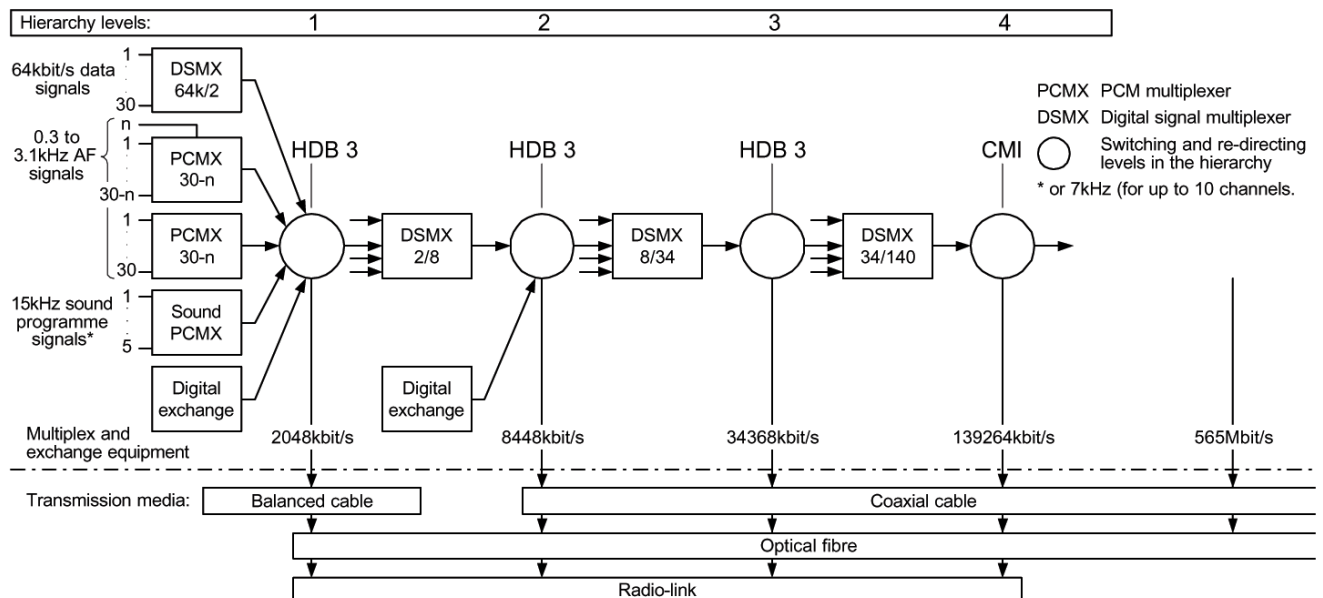 Hierarchy levels: 1 2 3 4
64kbit/s data
signals
1
30
DSMX
64k/2
0.3 to
3.1kHz AF
signals
n
1
30-n
PCMX
30-n
1
30
PCMX
30-n
15kHz sound
programme
signals*
1
5
Sound
PCMX
Digital
exchange
HDB 3
DSMX
2/8
Digital
exchange
HDB 3
DSMX
8/34
HDB 3
DSMX
34/140
CMI
PCMX PCM multiplexer
DSMX Digital signal multiplexer
Switching and re-directing
levels in the hierarchy
* or 7kHz (for up to 10 channels.
Multiplex and
exchange equipment
2048kbit/s 8448kbit/s 34368kbit/s 139264kbit/s 565Mbit/s
Transmission media: Balanced cable Coaxial cable
Optical fibre
Radio-link